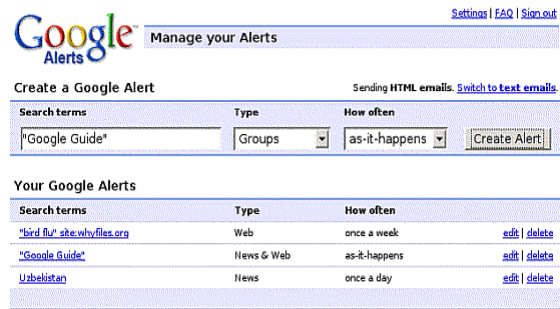 Settings | FAQ | Sign out
Google Alerts
Manage your Alerts
Create a Google Alert
Sending HTML emails. Switch to text emails.
Search terms Type How often
"Google Guide" Groups as-it-happens Create Alert
Your Google Alerts
Search terms Type How often
"bird flu" site:whyfiles.org Web once a week edit | delete
"Google Guide" News & Web as-it-happens edit | delete
Uzbekistan News once a day edit | delete